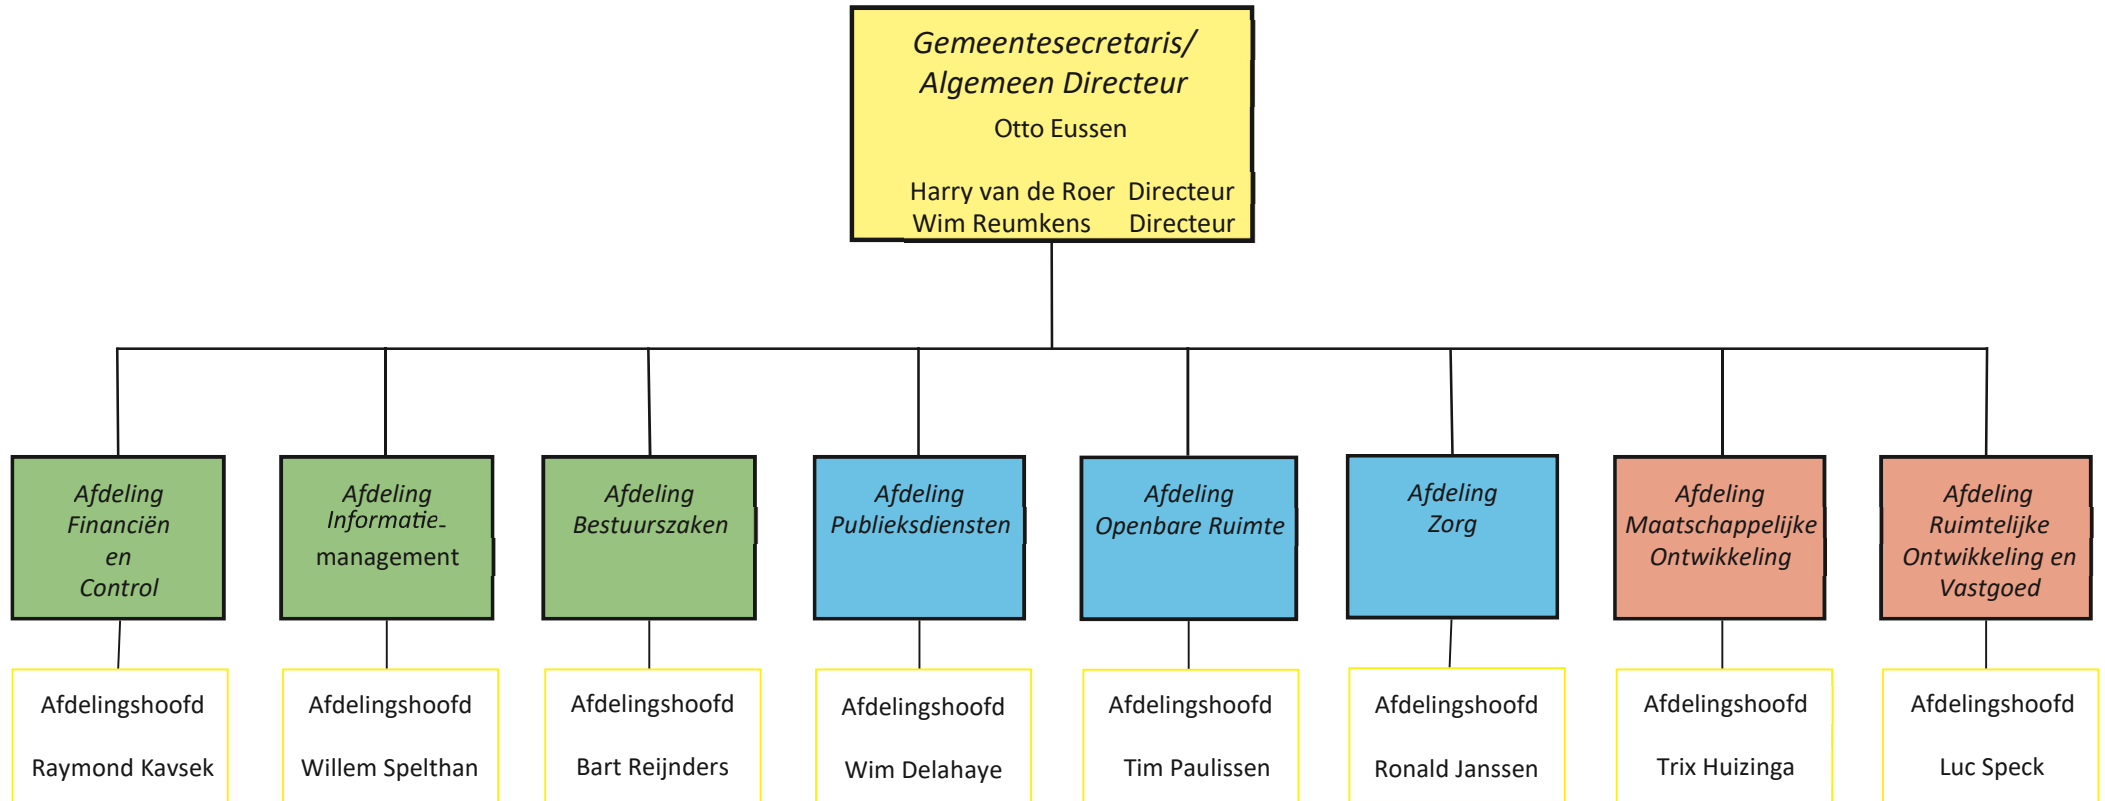 Gemeentesecretaris/
Algemeen Directeur
Otto Eussen
Harry van de Roer Directeur
Wim Reumkens Directeur
Afdeling
Financiën
en
Control
Afdeling
Informatie-
management
Afdeling
Bestuurszaken
Afdeling
Publieksdiensten
Afdeling
Openbare Ruimte
Afdeling
Zorg
Afdeling
Maatschappelijke
Ontwikkeling
Afdeling
Ruimtelijke
Ontwikkeling en
Vastgoed
Afdelingshoofd
Raymond Kavsek
Afdelingshoofd
Willem Spelthan
Afdelingshoofd
Bart Reijnders
Afdelingshoofd
Wim Delahaye
Afdelingshoofd
Tim Paulissen
Afdelingshoofd
Ronald Janssen
Afdelingshoofd
Trix Huizinga
Afdelingshoofd
Luc Speck